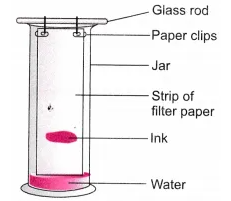 Glass rod
Paper clips
Jar
Strip of
filter paper
Ink
Water